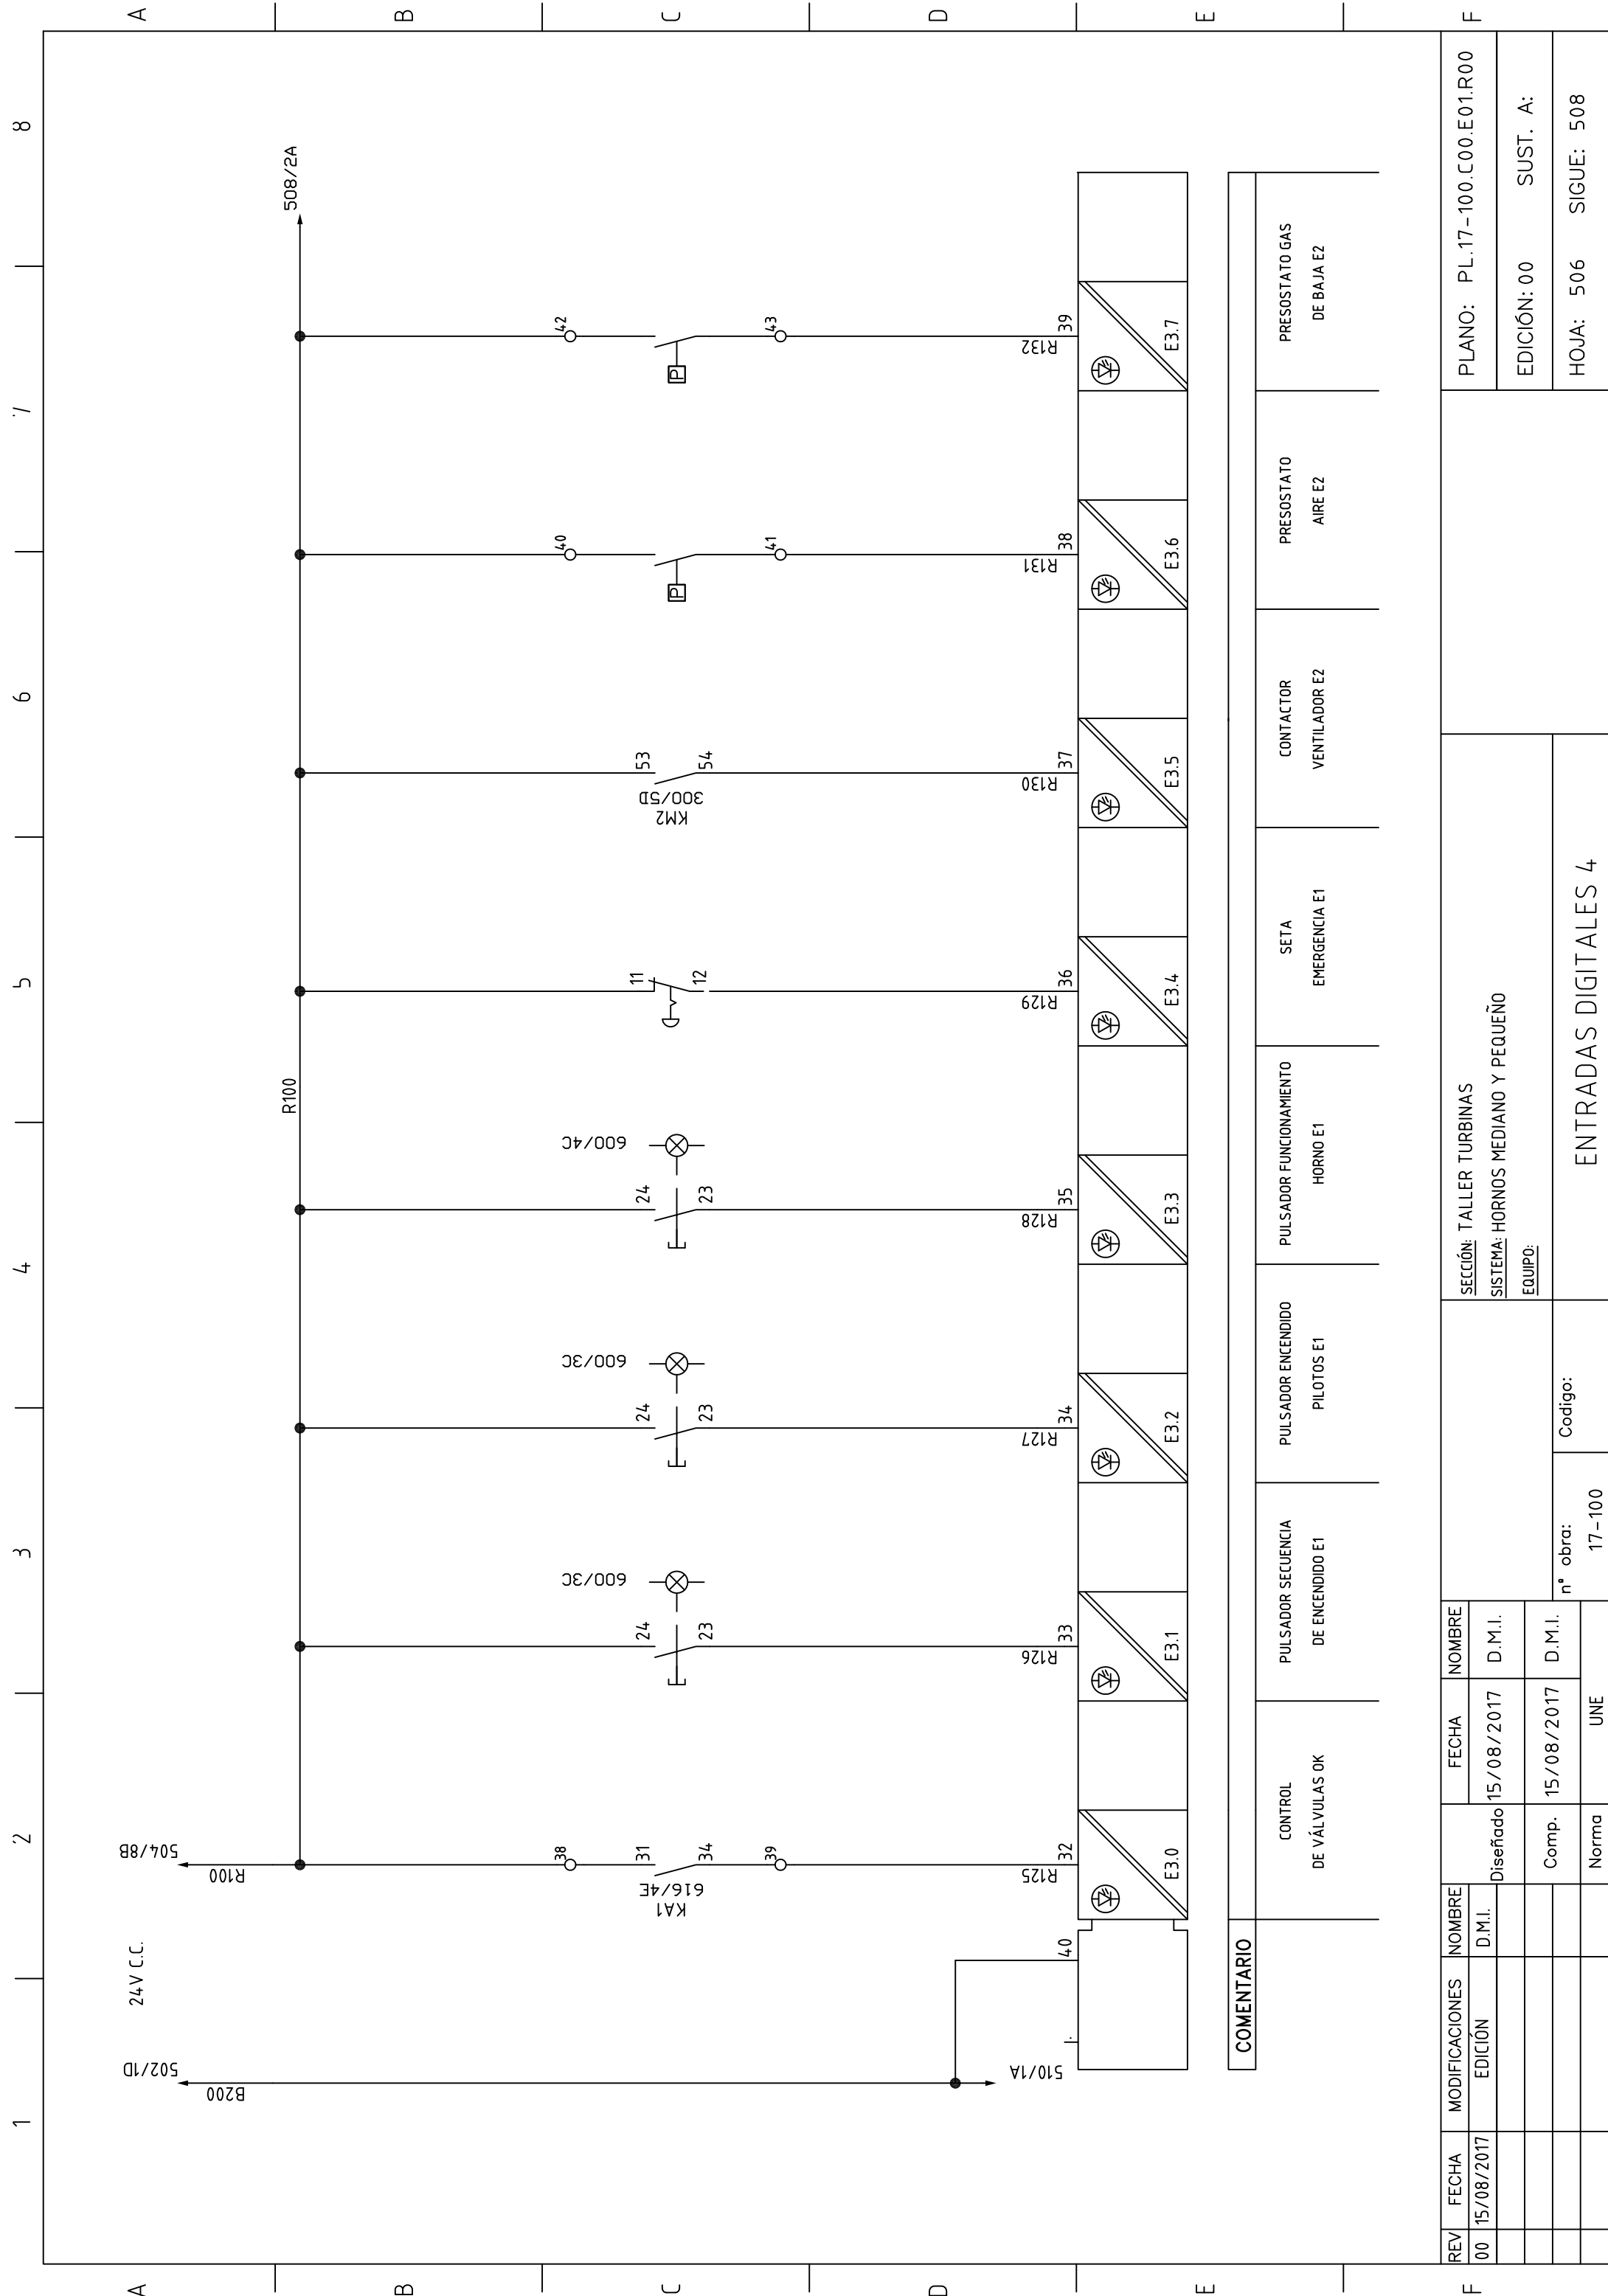 1 2 3 4 5 6 7 8
A
B
C
D
E
F
A
B
C
D
E
F
24V C.C.
502/1D
B200
504/8B
R100
R100
508/2A
38
31
34
39
KA1
616/4E
24
23
600/3C
24
23
600/3C
24
23
600/4C
11
12
53
54
KM2
300/5D
40
41
P
42
43
P
510/1A
40
R125
32
R126
33
R127
34
R128
35
R129
36
R130
37
R131
38
R132
39
E3.0
E3.1
E3.2
E3.3
E3.4
E3.5
E3.6
E3.7
COMENTARIO
CONTROL
DE VÁLVULAS OK
PULSADOR SECUENCIA
DE ENCENDIDO E1
PULSADOR ENCENDIDO
PILOTOS E1
PULSADOR FUNCIONAMIENTO
HORNO E1
SETA
EMERGENCIA E1
CONTACTOR
VENTILADOR E2
PRESOSTATO
AIRE E2
PRESOSTATO GAS
DE BAJA E2
REV FECHA MODIFICACIONES NOMBRE
00 15/08/2017 EDICIÓN D.M.I.
FECHA NOMBRE
Diseñado 15/08/2017 D.M.I.
Comp. 15/08/2017 D.M.I.
Norma UNE
nº obra:
17-100
Codigo:
SECCIÓN: TALLER TURBINAS
SISTEMA: HORNOS MEDIANO Y PEQUEÑO
EQUIPO:
ENTRADAS DIGITALES 4
PLANO: PL.17-100.C00.E01.R00
EDICIÓN: 00 SUST. A:
HOJA: 506 SIGUE: 508